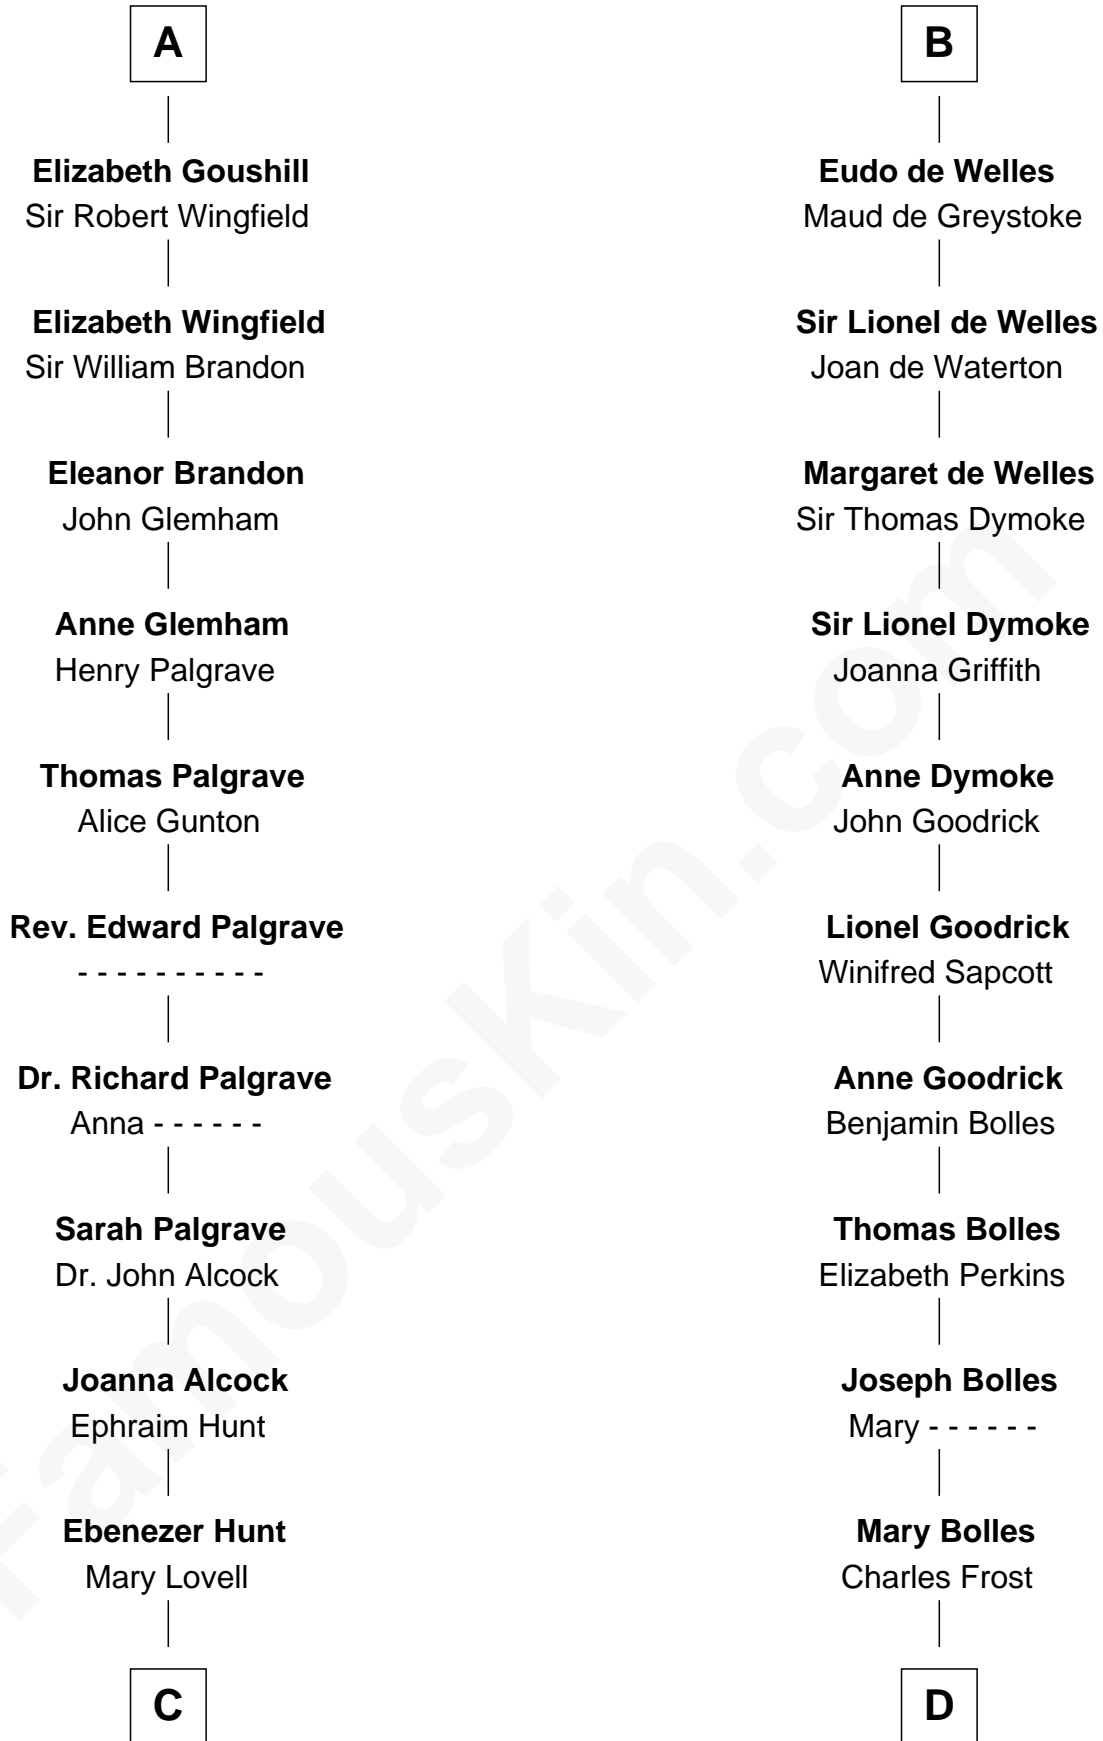 A
Elizabeth Goushill
Sir Robert Wingfield
Elizabeth Wingfield
Sir William Brandon
Eleanor Brandon
John Glemham
Anne Glemham
Henry Palgrave
Thomas Palgrave
Alice Gunton
Rev. Edward Palgrave
- - - - - - - - - -
Dr. Richard Palgrave
Anna - - - - - -
Sarah Palgrave
Dr. John Alcock
Joanna Alcock
Ephraim Hunt
Ebenezer Hunt
Mary Lovell
C
B
Eudo de Welles
Maud de Greystoke
Sir Lionel de Welles
Joan de Waterton
Margaret de Welles
Sir Thomas Dymoke
Sir Lionel Dymoke
Joanna Griffith
Anne Dymoke
John Goodrick
Lionel Goodrick
Winifred Sapcott
Anne Goodrick
Benjamin Bolles
Thomas Bolles
Elizabeth Perkins
Joseph Bolles
Mary - - - - - -
Mary Bolles
Charles Frost
D
FamousKin.com